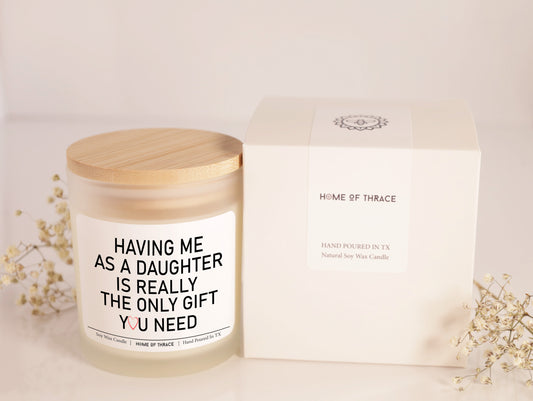 HAVING ME
AS A DAUGHTER
IS REALLY
THE ONLY GIFT
YOU NEED
Soy Wax Candle | HOME OF THRACE | Hand Poured In TX
HOME OF THRACE
HAND POURED IN TX
Natural Soy Wax Candle